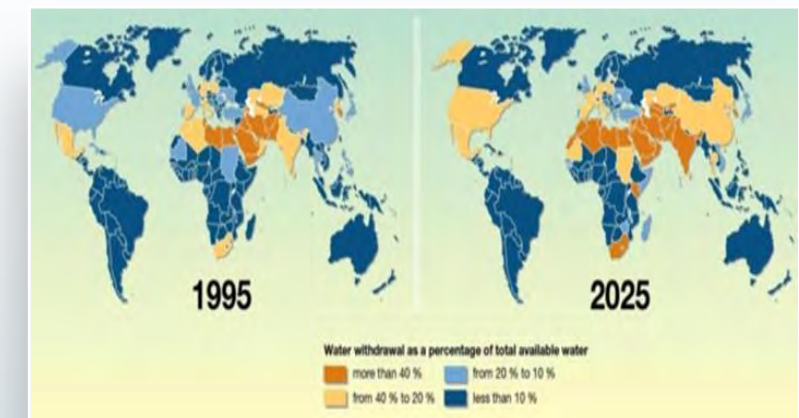 1995
2025
Water withdrawal as a percentage of total available water
more than 40 %
from 20 % to 10 %
from 40 % to 20 %
less than 10 %